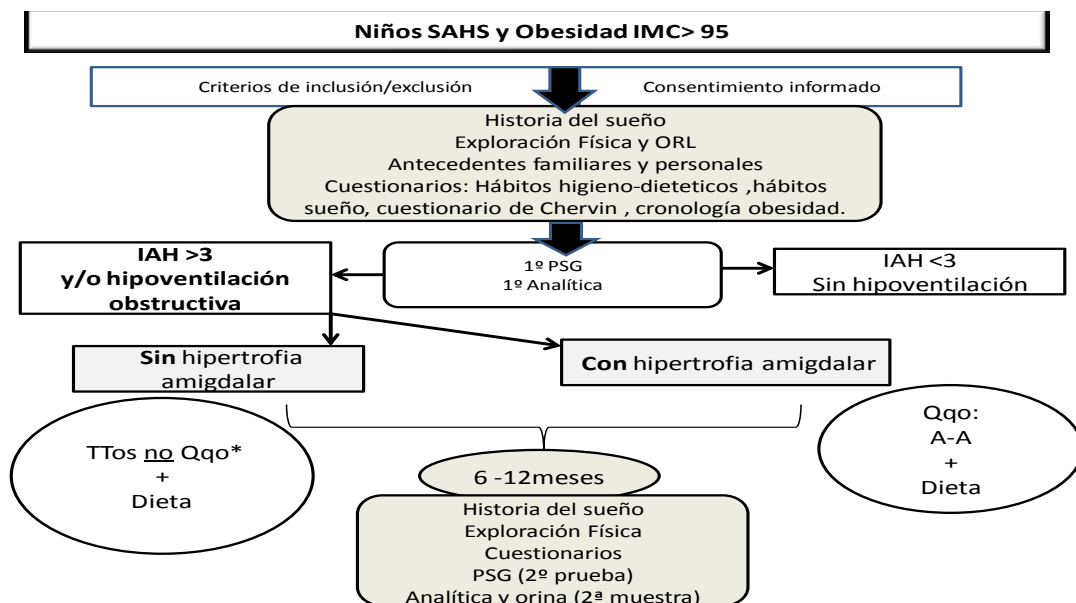 Niños SAHS y Obesidad IMC> 95
Criterios de inclusión/exclusión
Consentimiento informado
Historia del sueño
Exploración Física y ORL
Antecedentes familiares y personales
Cuestionarios: Hábitos higieno-dieteticos ,hábitos
sueño, cuestionario de Chervin , cronología obesidad.
IAH >3
y/o hipoventilación
obstructiva
1º PSG
1º Analítica
IAH <3
Sin hipoventilación
Sin hipertrofia
amigdalar
Con hipertrofia amigdalar
TTos no Qqo*
+
Dieta
Qqo:
A-A
+
Dieta
6 -12meses
Historia del sueño
Exploración Física
Cuestionarios
PSG (2º prueba)
Analítica y orina (2ª muestra)